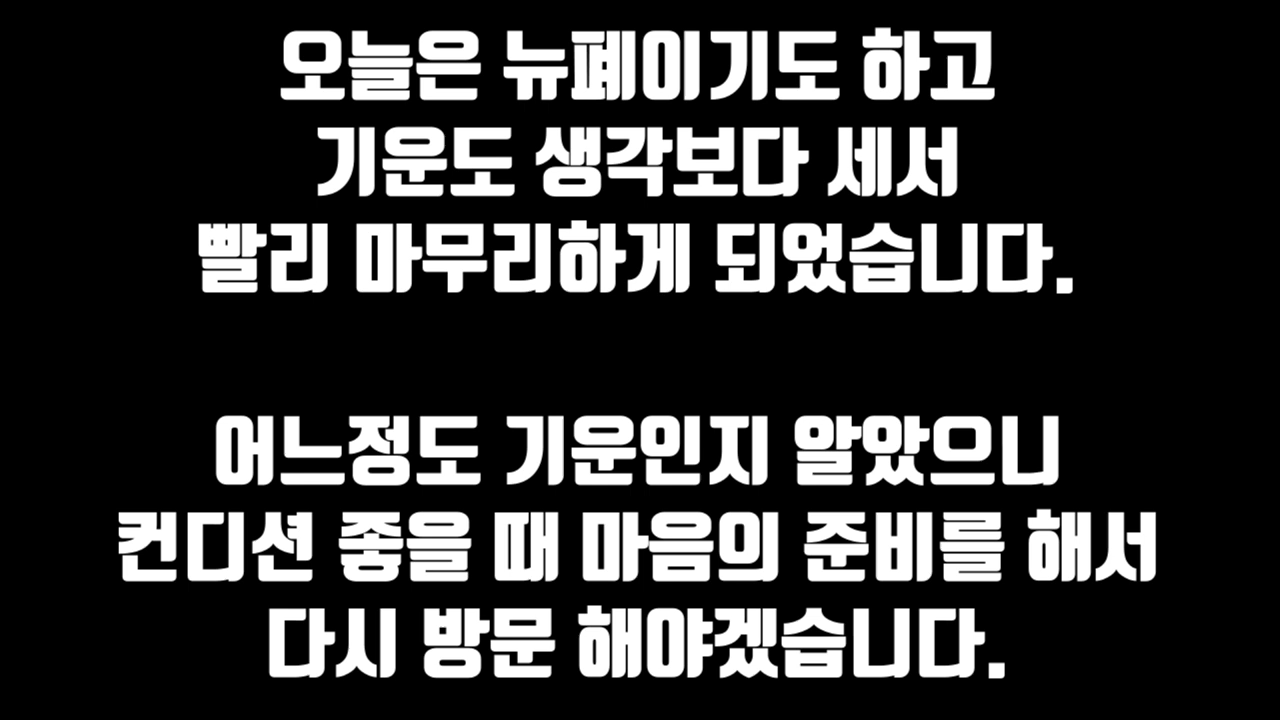 오늘은 뉴폐이기도 하고
기운도 생각보다 세서
빨리 마무리하게 되었습니다.
어느정도 기운인지 알았으니
컨디션 좋을 때 마음의 준비를 해서
다시 방문 해야겠습니다.